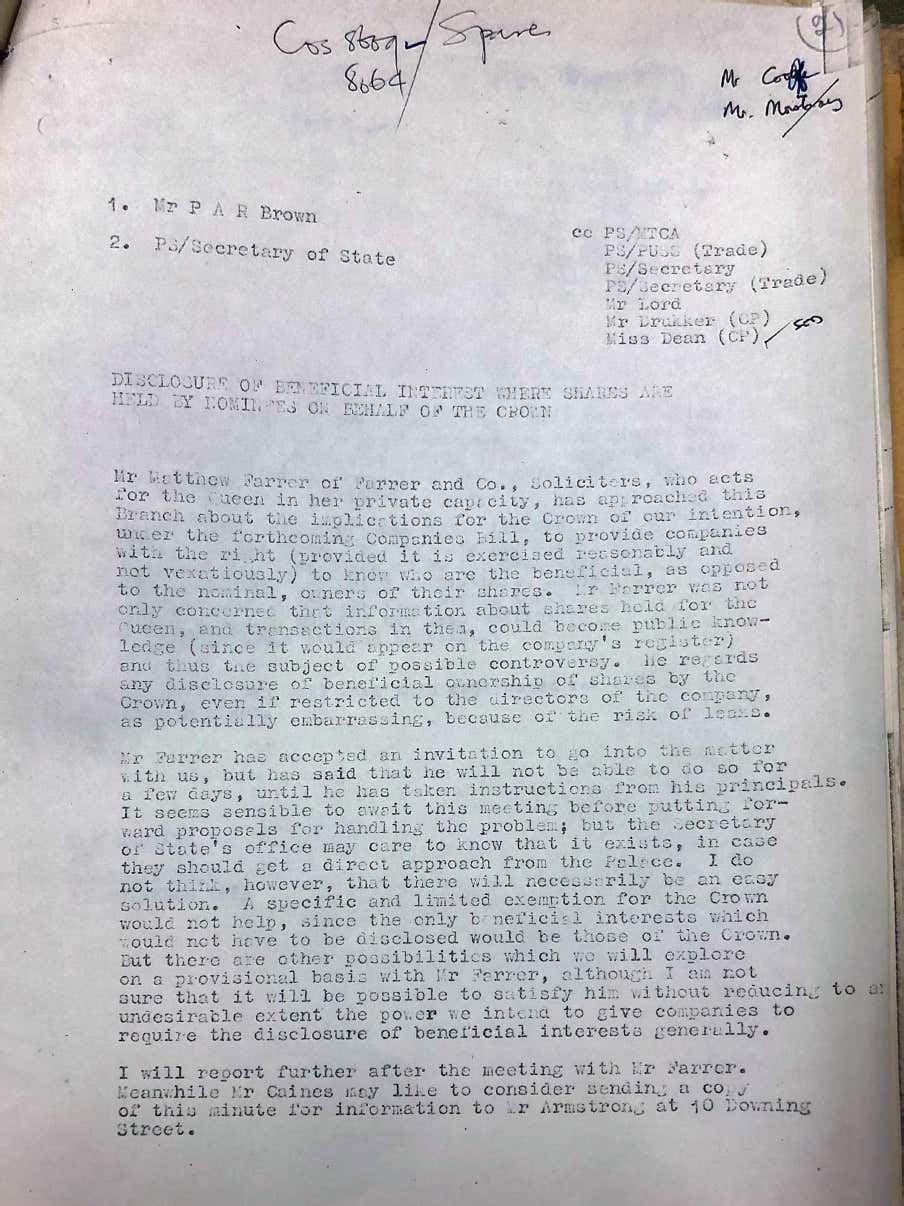 Cos
8664
(2)
Mr
Mr.
1. Mr P A R Brown
2. PS/Secretary of State
cc PS/MTCA
PS/PUSS (Trade)
PS/Secretary
PS/Secretary (Trade)
Mr Lord
Mr Drukker (CP)
Miss Dean (CP)
DISCLOSURE OF BENEFICIAL INTEREST WHERE SHARES ARE
HELD BY NOMINEES ON BEHALF OF THE CROWN
Mr Matthew Farrer of Farrer and Co., Solicitors, who acts
for the Queen in her private capacity, has approached this
Branch about the implications for the Crown of our intention,
under the forthcoming Companies Bill, to provide companies
with the right (provided it is exercised reasonably and
not vexatiously) to know who are the beneficial, as opposed
to the nominal, owners of their shares. Mr Farrer was not
only concerned that information about shares held for the
Queen, and transactions in them, could become public know-
ledge (since it would appear on the company's register)
and thus the subject of possible controversy. He regards
any disclosure of beneficial ownership of shares by the
Crown, even if restricted to the directors of the company,
as potentially embarrassing, because of the risk of leaks.
Mr Farrer has accepted an invitation to go into the matter
with us, but has said that he will not be able to do so for
a few days, until he has taken instructions from his principals.
It seems sensible to await this meeting before putting for-
ward proposals for handling the problem; but the Secretary
of State's office may care to know that it exists, in case
they should get a direct approach from the Palace. I do
not think, however, that there will necessarily be an easy
solution. A specific and limited exemption for the Crown
would not help, since the only beneficial interests which
would not have to be disclosed would be those of the Crown.
But there are other possibilities which we will explore
on a provisional basis with Mr Farrer, although I am not
sure that it will be possible to satisfy him without reducing to an
undesirable extent the power we intend to give companies to
require the disclosure of beneficial interests generally.
I will report further after the meeting with Mr Farrer.
Meanwhile Mr Caines may like to consider sending a copy
of this minute for information to Mr Armstrong at 10 Downing
Street.